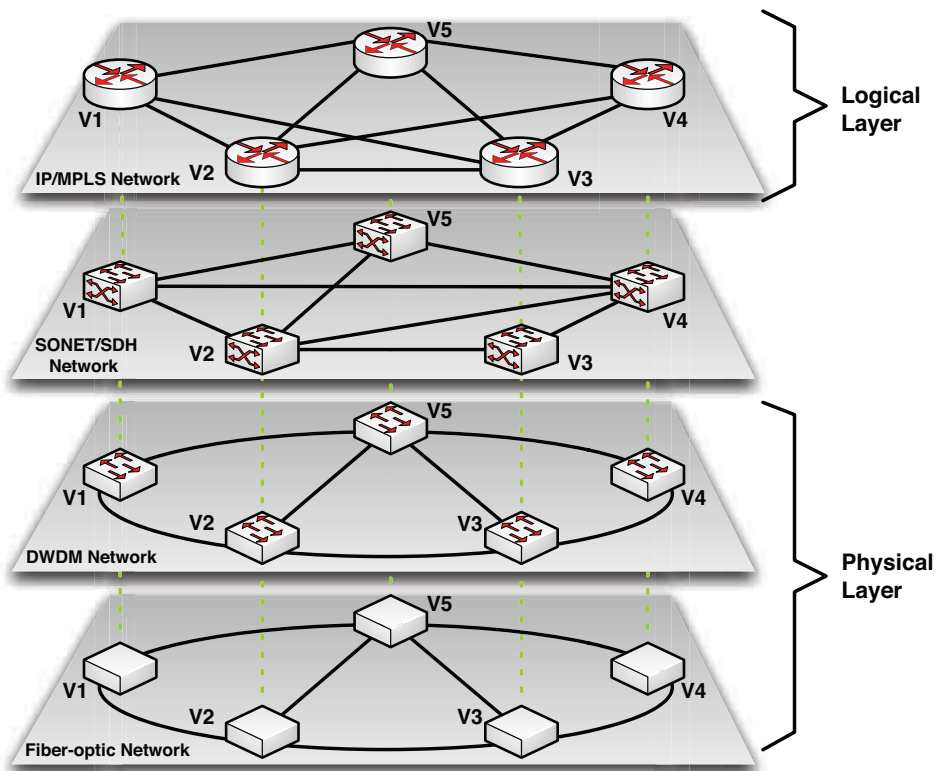 V5
V1
V4
V2
V3
IP/MPLS Network
Logical
Layer
V5
V1
V4
V2
V3
SONET/SDH
Network
V5
V1
V4
V2
V3
DWDM Network
Physical
Layer
V5
V1
V4
V2
V3
Fiber-optic Network